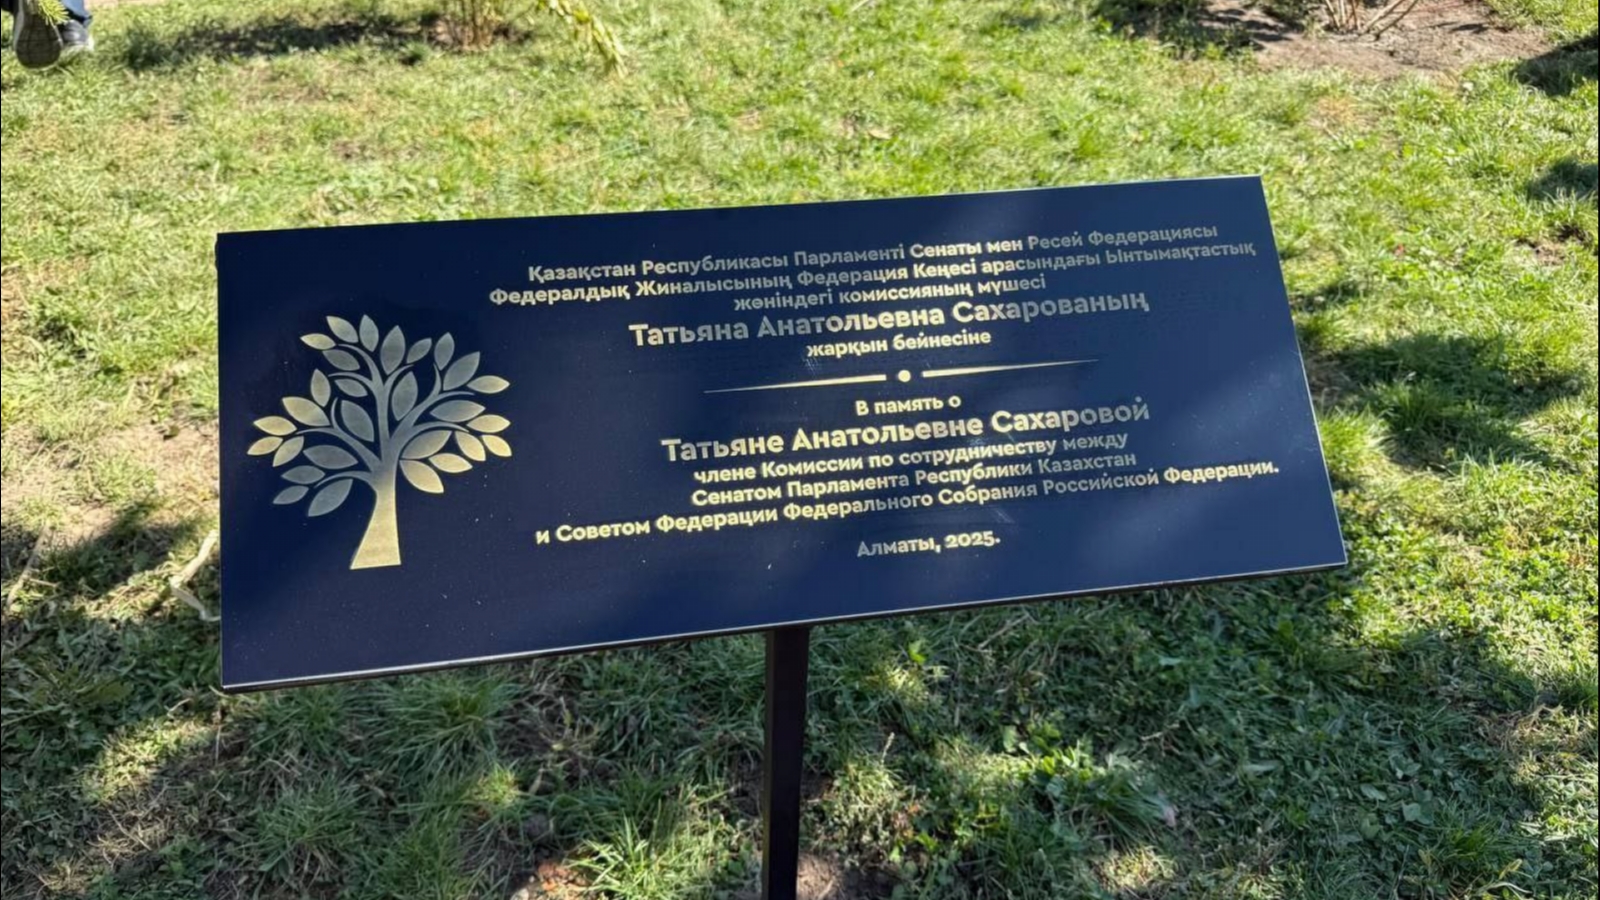 Қазақстан Республикасы Парламенті Сенаты мен Ресей Федерациясы
Федералдық Жиналысының Федерация Кеңесі арасындағы Ынтымақтастық
жөніндегі комиссияның мүшесі
Татьяна Анатольевна Сахарованың
жарқын бейнесіне
В память о
Татьяне Анатольевне Сахаровой
члене Комиссии по сотрудничеству между
Сенатом Парламента Республики Казахстан
и Советом Федерации Федерального Собрания Российской Федерации.
Алматы, 2025.